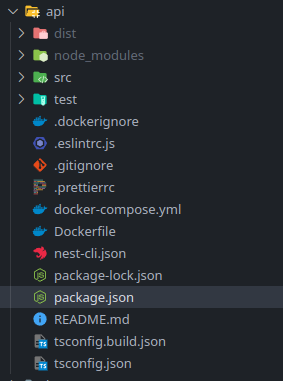 api
dist
node_modules
src
test
.dockerignore
.eslintrc.js
.gitignore
.prettierrc
docker-compose.yml
Dockerfile
nest-cli.json
package-lock.json
package.json
README.md
tsconfig.build.json
tsconfig.json